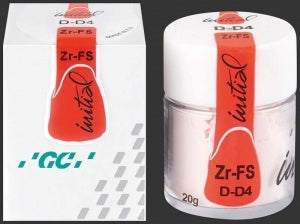 D-D4
Zr-FS
initial
GC
initial
Zr-FS
D-D4
20g